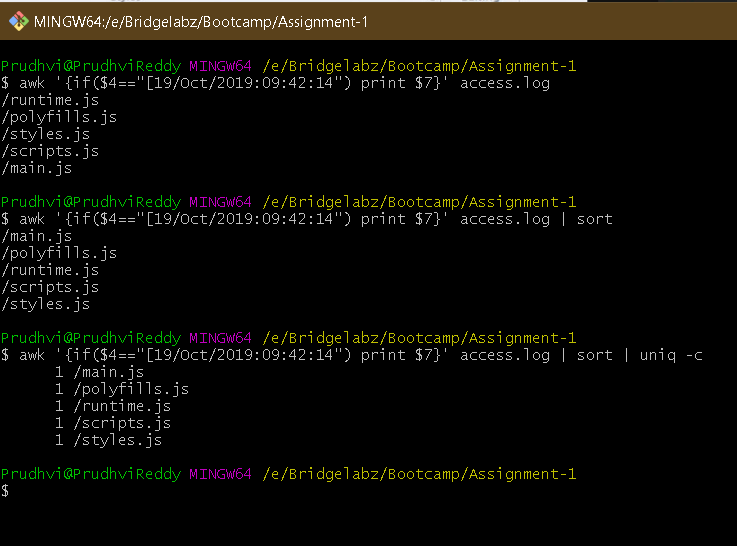 MINGW64:/e/Bridgelabz/Bootcamp/Assignment-1
Prudhvi@PrudhviReddy MINGW64 /e/Bridgelabz/Bootcamp/Assignment-1
$ awk '{if($4=="[19/Oct/2019:09:42:14") print $7}' access.log
/runtime.js
/polyfills.js
/styles.js
/scripts.js
/main.js
Prudhvi@PrudhviReddy MINGW64 /e/Bridgelabz/Bootcamp/Assignment-1
$ awk '{if($4=="[19/Oct/2019:09:42:14") print $7}' access.log | sort
/main.js
/polyfills.js
/runtime.js
/scripts.js
/styles.js
Prudhvi@PrudhviReddy MINGW64 /e/Bridgelabz/Bootcamp/Assignment-1
$ awk '{if($4=="[19/Oct/2019:09:42:14") print $7}' access.log | sort | uniq -c
1 /main.js
1 /polyfills.js
1 /runtime.js
1 /scripts.js
1 /styles.js
Prudhvi@PrudhviReddy MINGW64 /e/Bridgelabz/Bootcamp/Assignment-1
$